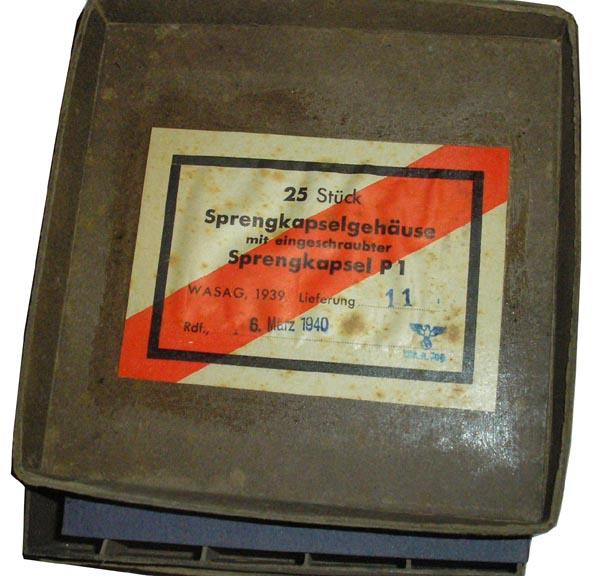 25 Stück
Sprengkapselgehäuse
mit eingeschraubter
Sprengkapsel P1
WASAG, 1939, Lieferung 11
Rdf., 6. März 1940